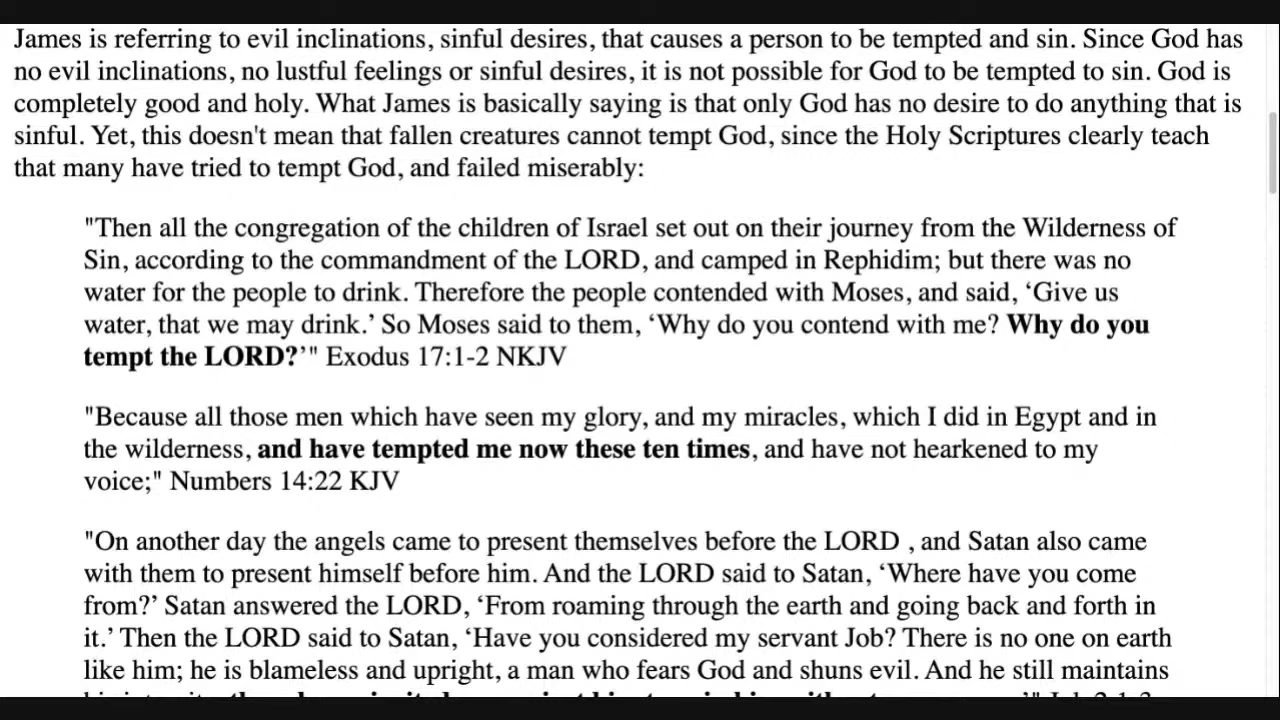 James is referring to evil inclinations, sinful desires, that causes a person to be tempted and sin. Since God has
no evil inclinations, no lustful feelings or sinful desires, it is not possible for God to be tempted to sin. God is
completely good and holy. What James is basically saying is that only God has no desire to do anything that is
sinful. Yet, this doesn't mean that fallen creatures cannot tempt God, since the Holy Scriptures clearly teach
that many have tried to tempt God, and failed miserably:
"Then all the congregation of the children of Israel set out on their journey from the Wilderness of
Sin, according to the commandment of the LORD, and camped in Rephidim; but there was no
water for the people to drink. Therefore the people contended with Moses, and said, ‘Give us
water, that we may drink.’ So Moses said to them, ‘Why do you contend with me? Why do you
tempt the LORD?’" Exodus 17:1-2 NKJV
"Because all those men which have seen my glory, and my miracles, which I did in Egypt and in
the wilderness, and have tempted me now these ten times, and have not hearkened to my
voice;" Numbers 14:22 KJV
"On another day the angels came to present themselves before the LORD , and Satan also came
with them to present himself before him. And the LORD said to Satan, ‘Where have you come
from?’ Satan answered the LORD, ‘From roaming through the earth and going back and forth in
it.’ Then the LORD said to Satan, ‘Have you considered my servant Job? There is no one on earth
like him; he is blameless and upright, a man who fears God and shuns evil. And he still maintains